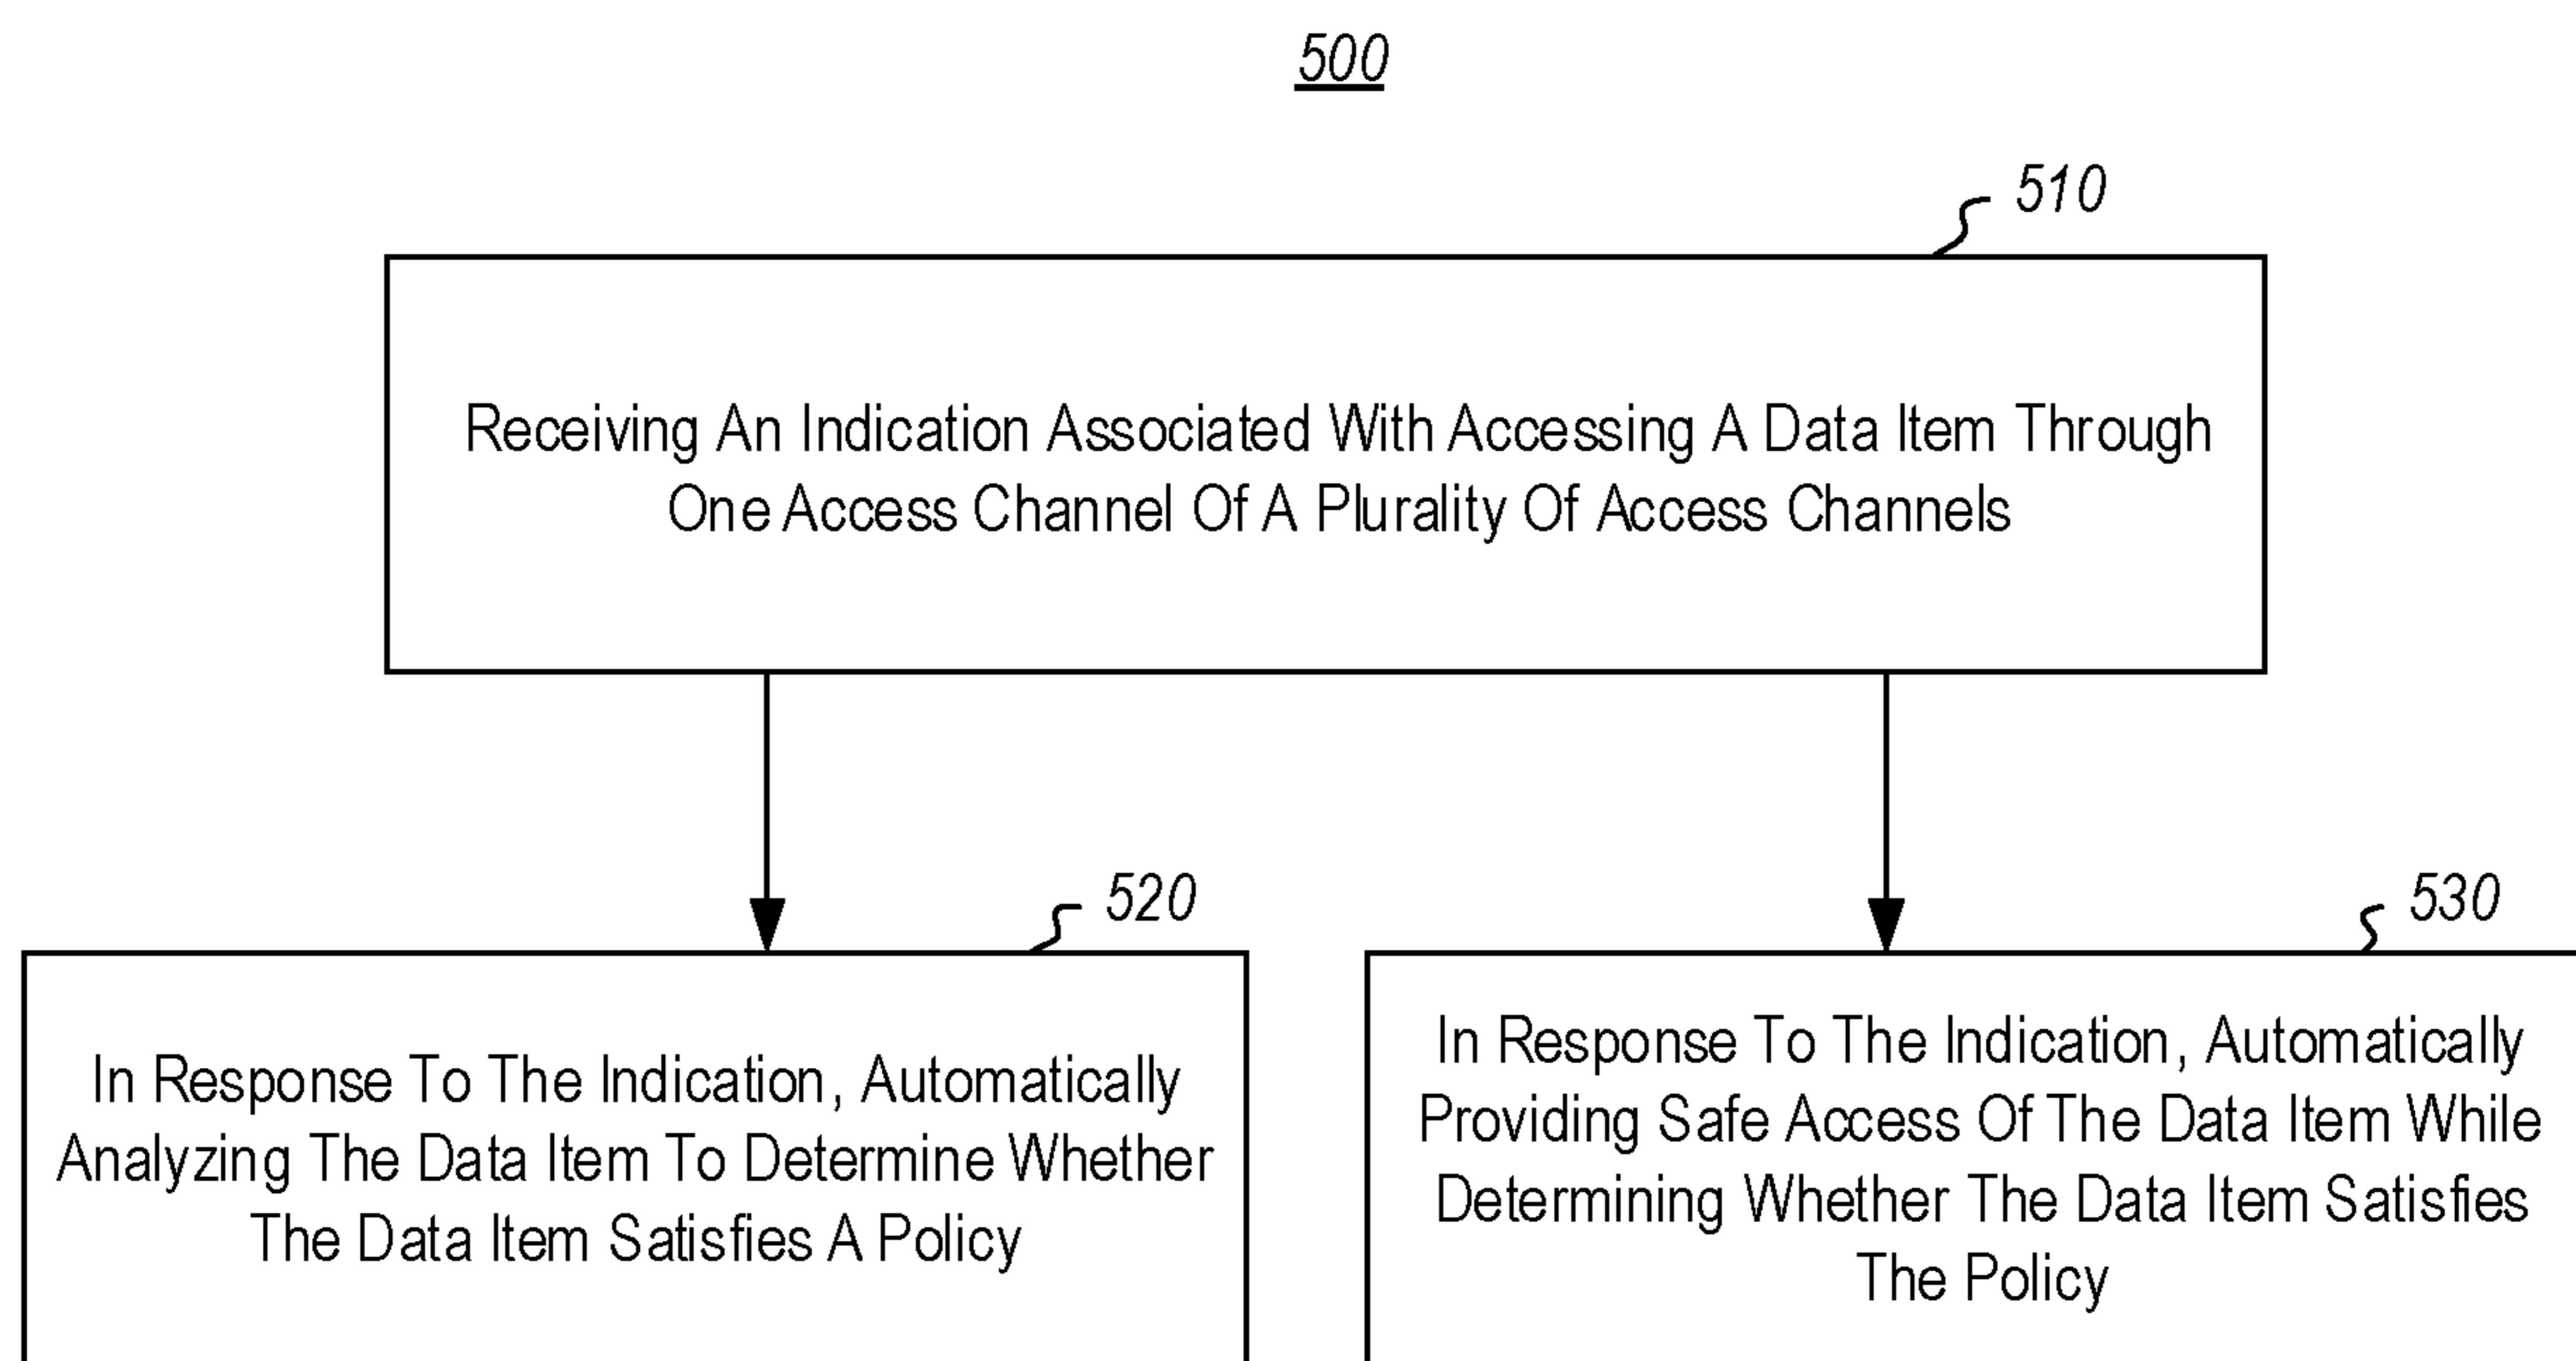 500
510
Receiving An Indication Associated With Accessing A Data Item Through
One Access Channel Of A Plurality Of Access Channels
520
In Response To The Indication, Automatically
Analyzing The Data Item To Determine Whether
The Data Item Satisfies A Policy
530
In Response To The Indication, Automatically
Providing Safe Access Of The Data Item While
Determining Whether The Data Item Satisfies
The Policy